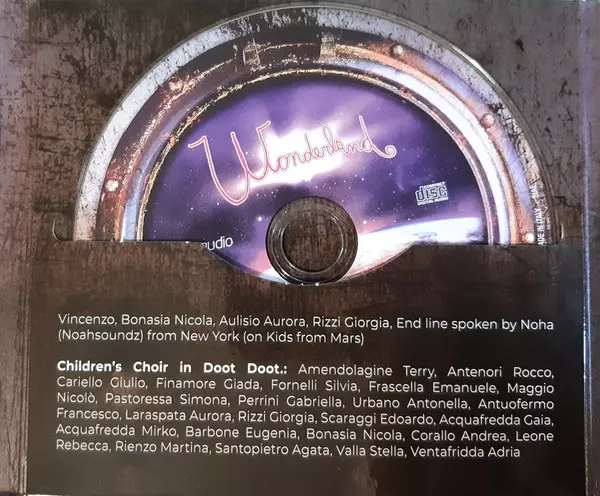 Wonderland
COMPACT
disc
DIGITAL AUDIO
udio
MADE IN ITALY
Vincenzo, Bonasia Nicola, Aulisio Aurora, Rizzi Giorgia, End line spoken by Noha
(Noahsoundz) from New York (on Kids from Mars)
Children's Choir in Doot Doot.: Amendolagine Terry, Antenori Rocco,
Cariello Giulio, Finamore Giada, Fornelli Silvia, Frascella Emanuele, Maggio
Nicolò, Pastoressa Simona, Perrini Gabriella, Urbano Antonella, Antuofermo
Francesco, Laraspata Aurora, Rizzi Giorgia, Scaraggi Edoardo, Acquafredda Gaia,
Acquafredda Mirko, Barbone Eugenia, Bonasia Nicola, Corallo Andrea, Leone
Rebecca, Rienzo Martina, Santopietro Agata, Valla Stella, Ventafridda Adria